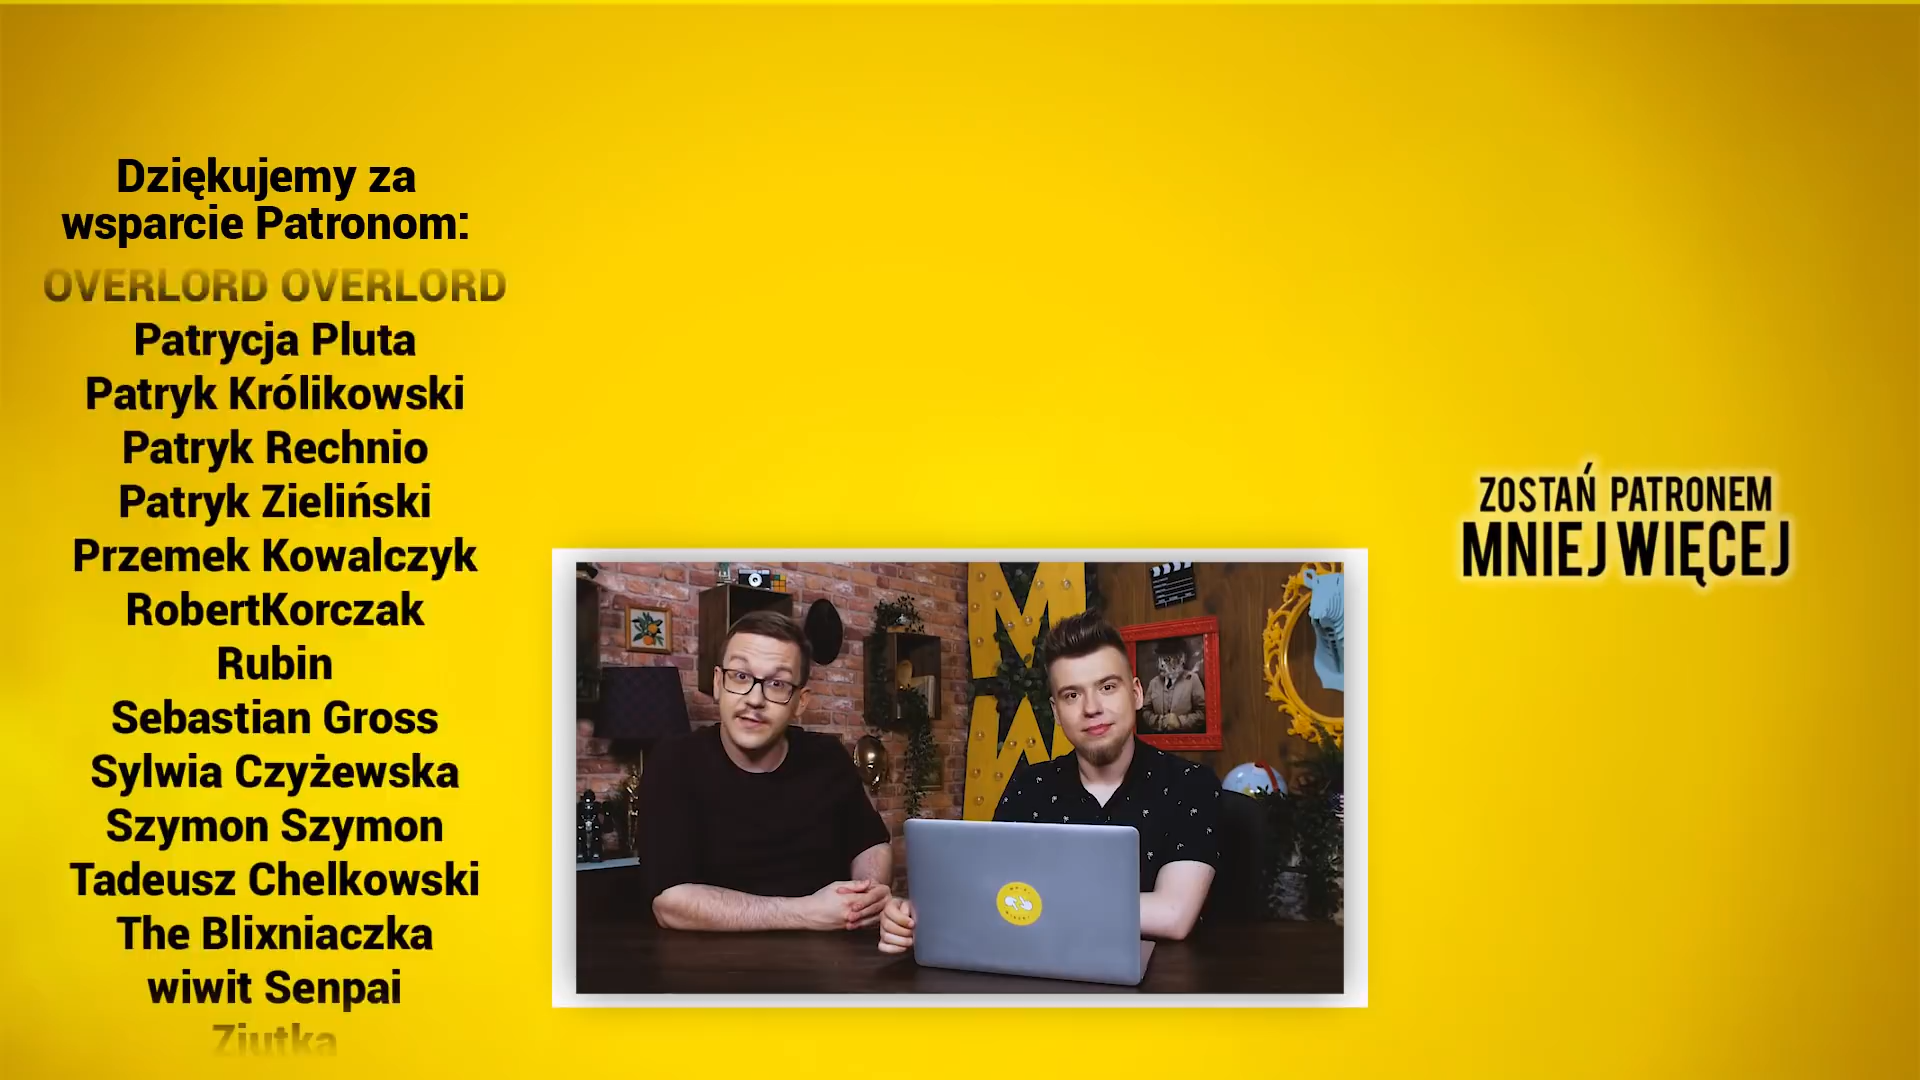 Dziękujemy za
wsparcie Patronom:
OVERLORD OVERLORD
Patrycja Pluta
Patryk Królikowski
Patryk Rechnio
Patryk Zieliński
Przemek Kowalczyk
RobertKorczak
Rubin
Sebastian Gross
Sylwia Czyżewska
Szymon Szymon
Tadeusz Chelkowski
The Blixniaczka
wiwit Senpai
Ziutka
ZOSTAŃ PATRONEM
MNIEJ WIĘCEJ
M
W